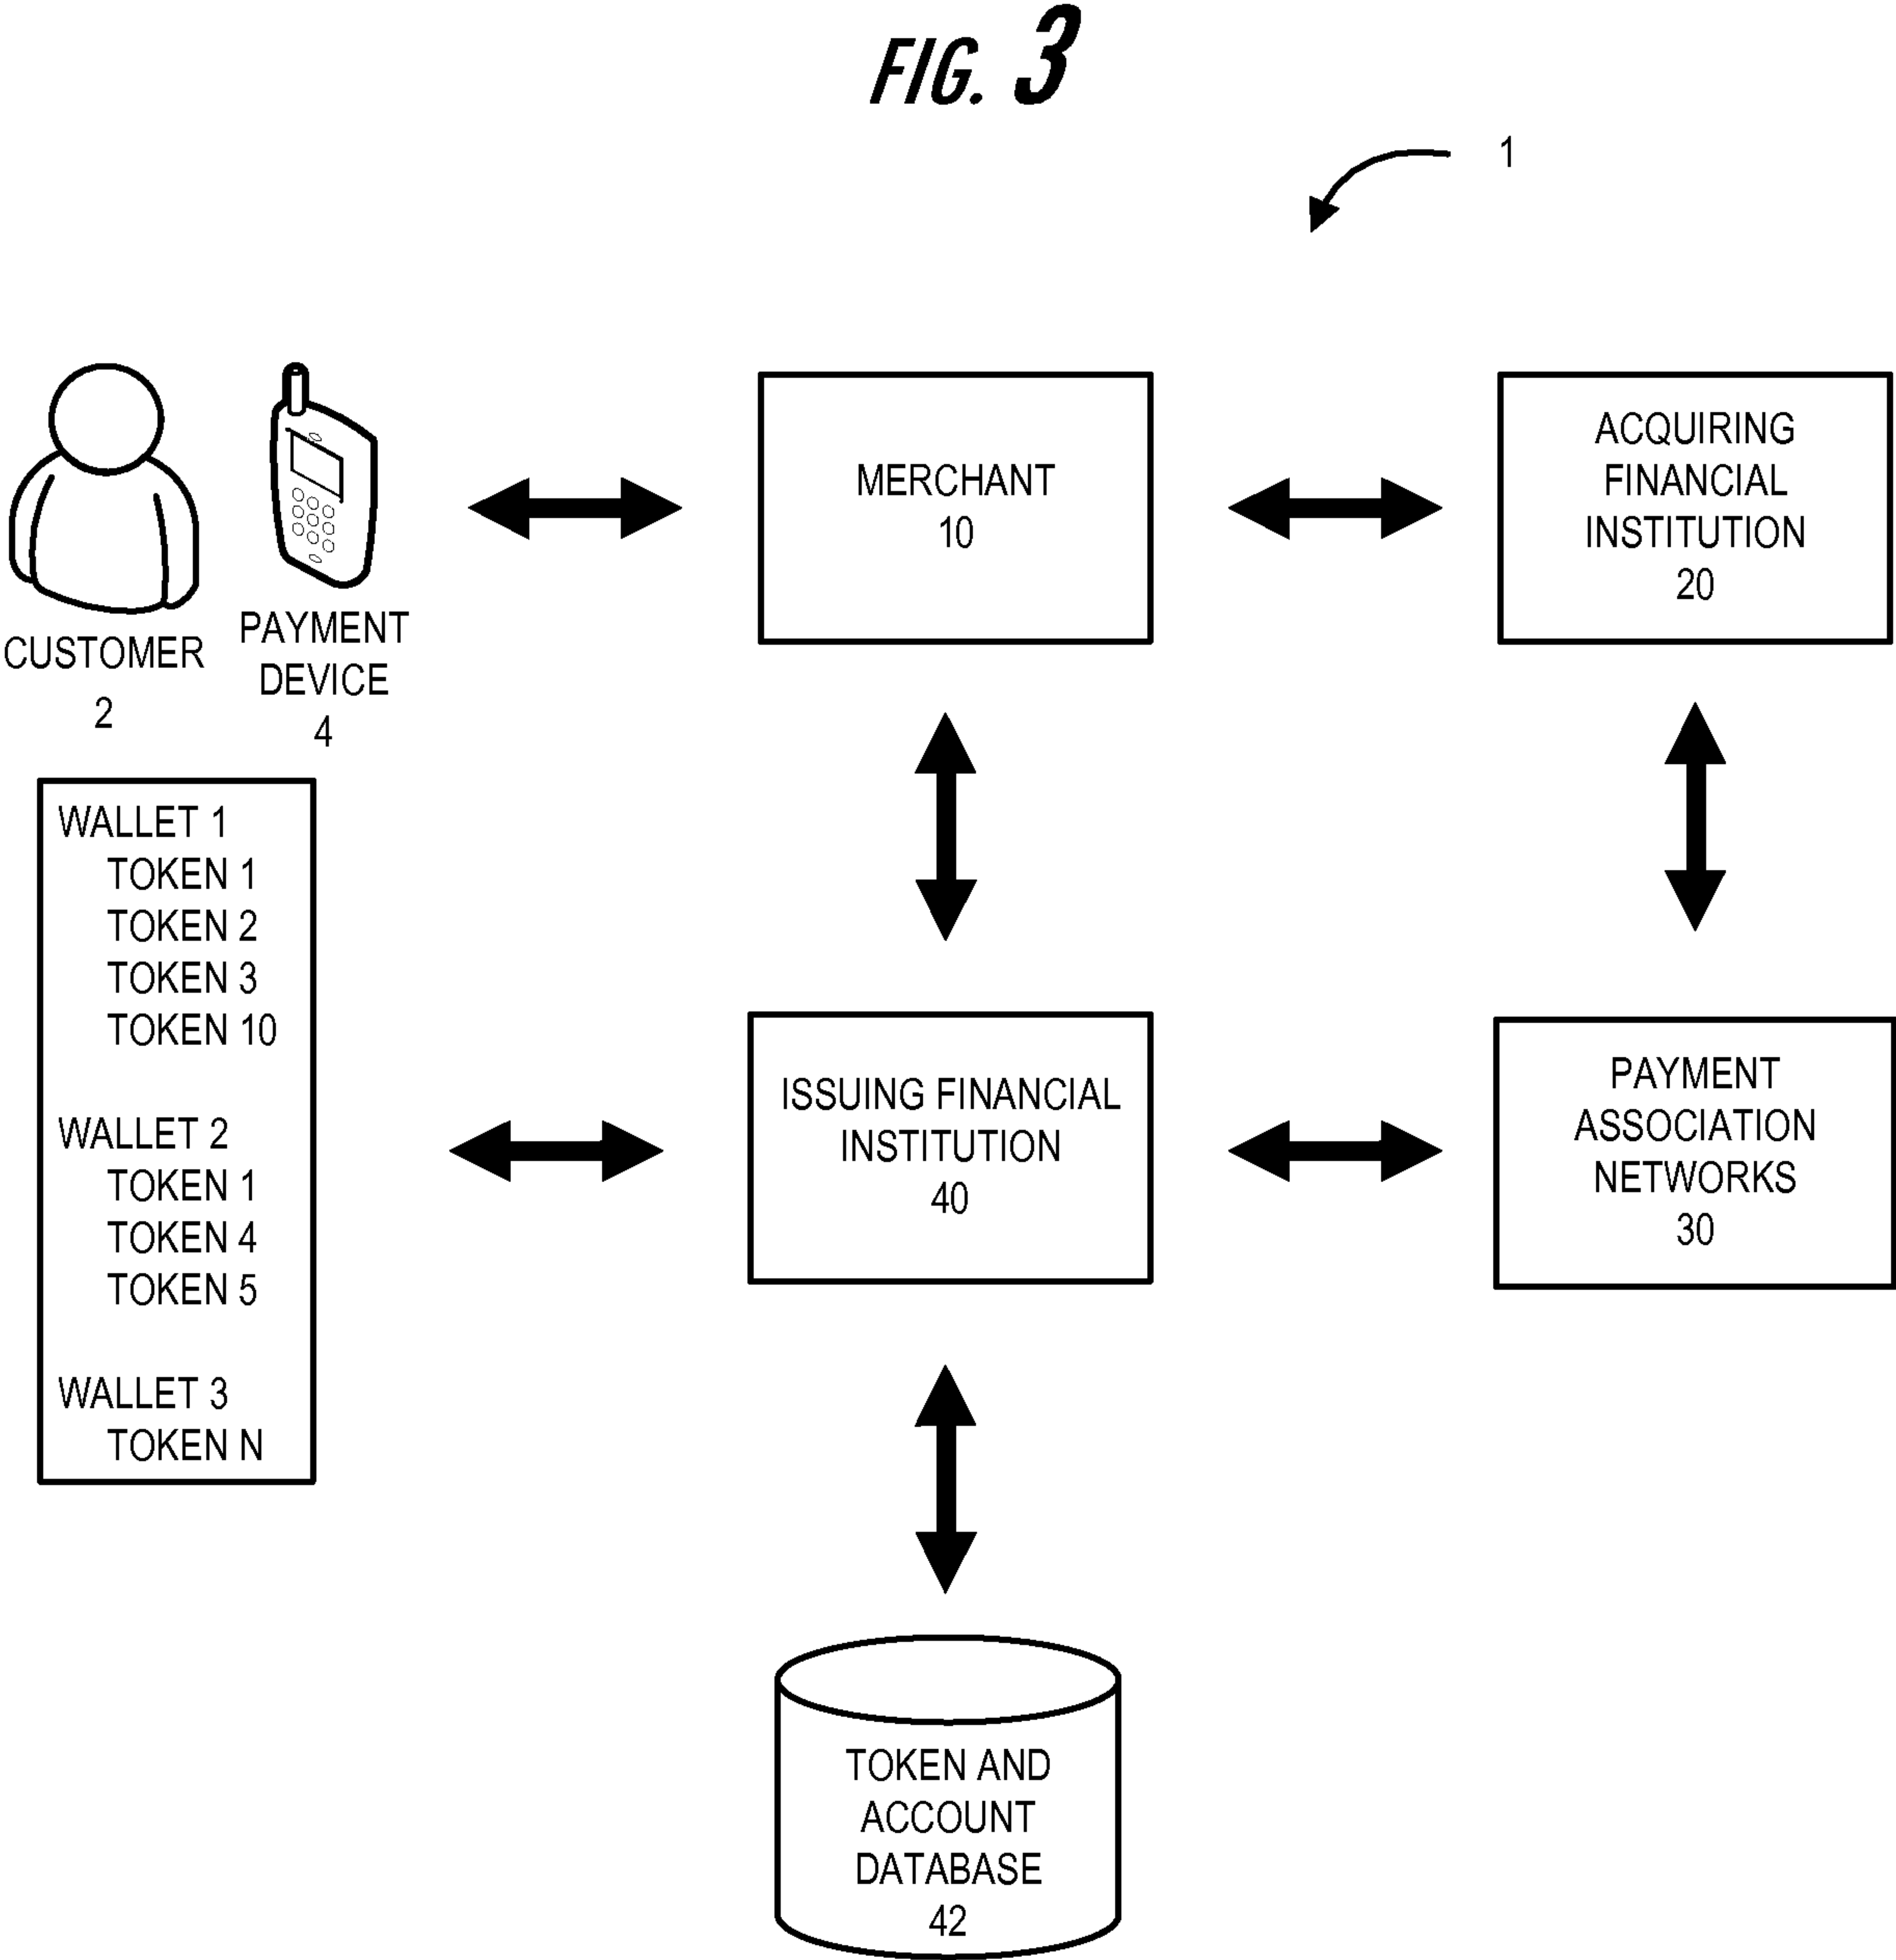 FIG. 3
1
CUSTOMER
2
PAYMENT
DEVICE
4
MERCHANT
10
ACQUIRING
FINANCIAL
INSTITUTION
20
WALLET 1
TOKEN 1
TOKEN 2
TOKEN 3
TOKEN 10
WALLET 2
TOKEN 1
TOKEN 4
TOKEN 5
WALLET 3
TOKEN N
ISSUING FINANCIAL
INSTITUTION
40
PAYMENT
ASSOCIATION
NETWORKS
30
TOKEN AND
ACCOUNT
DATABASE
42